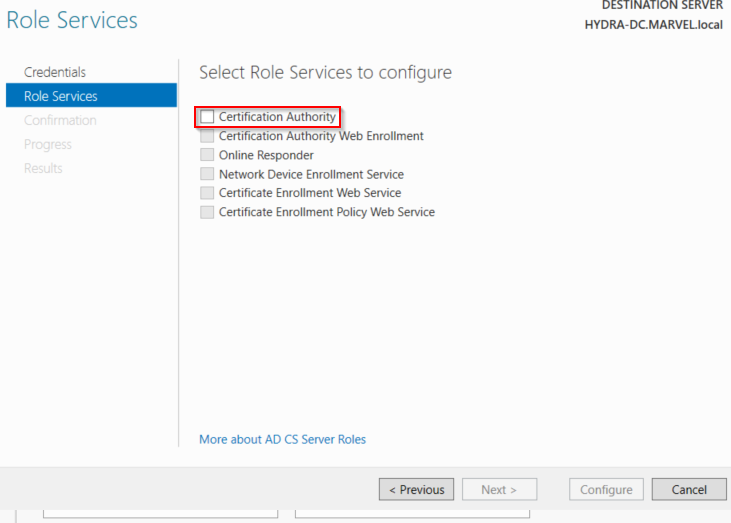 DESTINATION SERVER
Role Services
HYDRA-DC.MARVEL.local
Credentials
Role Services
Confirmation
Progress
Results
Select Role Services to configure
Certification Authority
Certification Authority Web Enrollment
Online Responder
Network Device Enrollment Service
Certificate Enrollment Web Service
Certificate Enrollment Policy Web Service
More about AD CS Server Roles
< Previous
Next >
Configure
Cancel